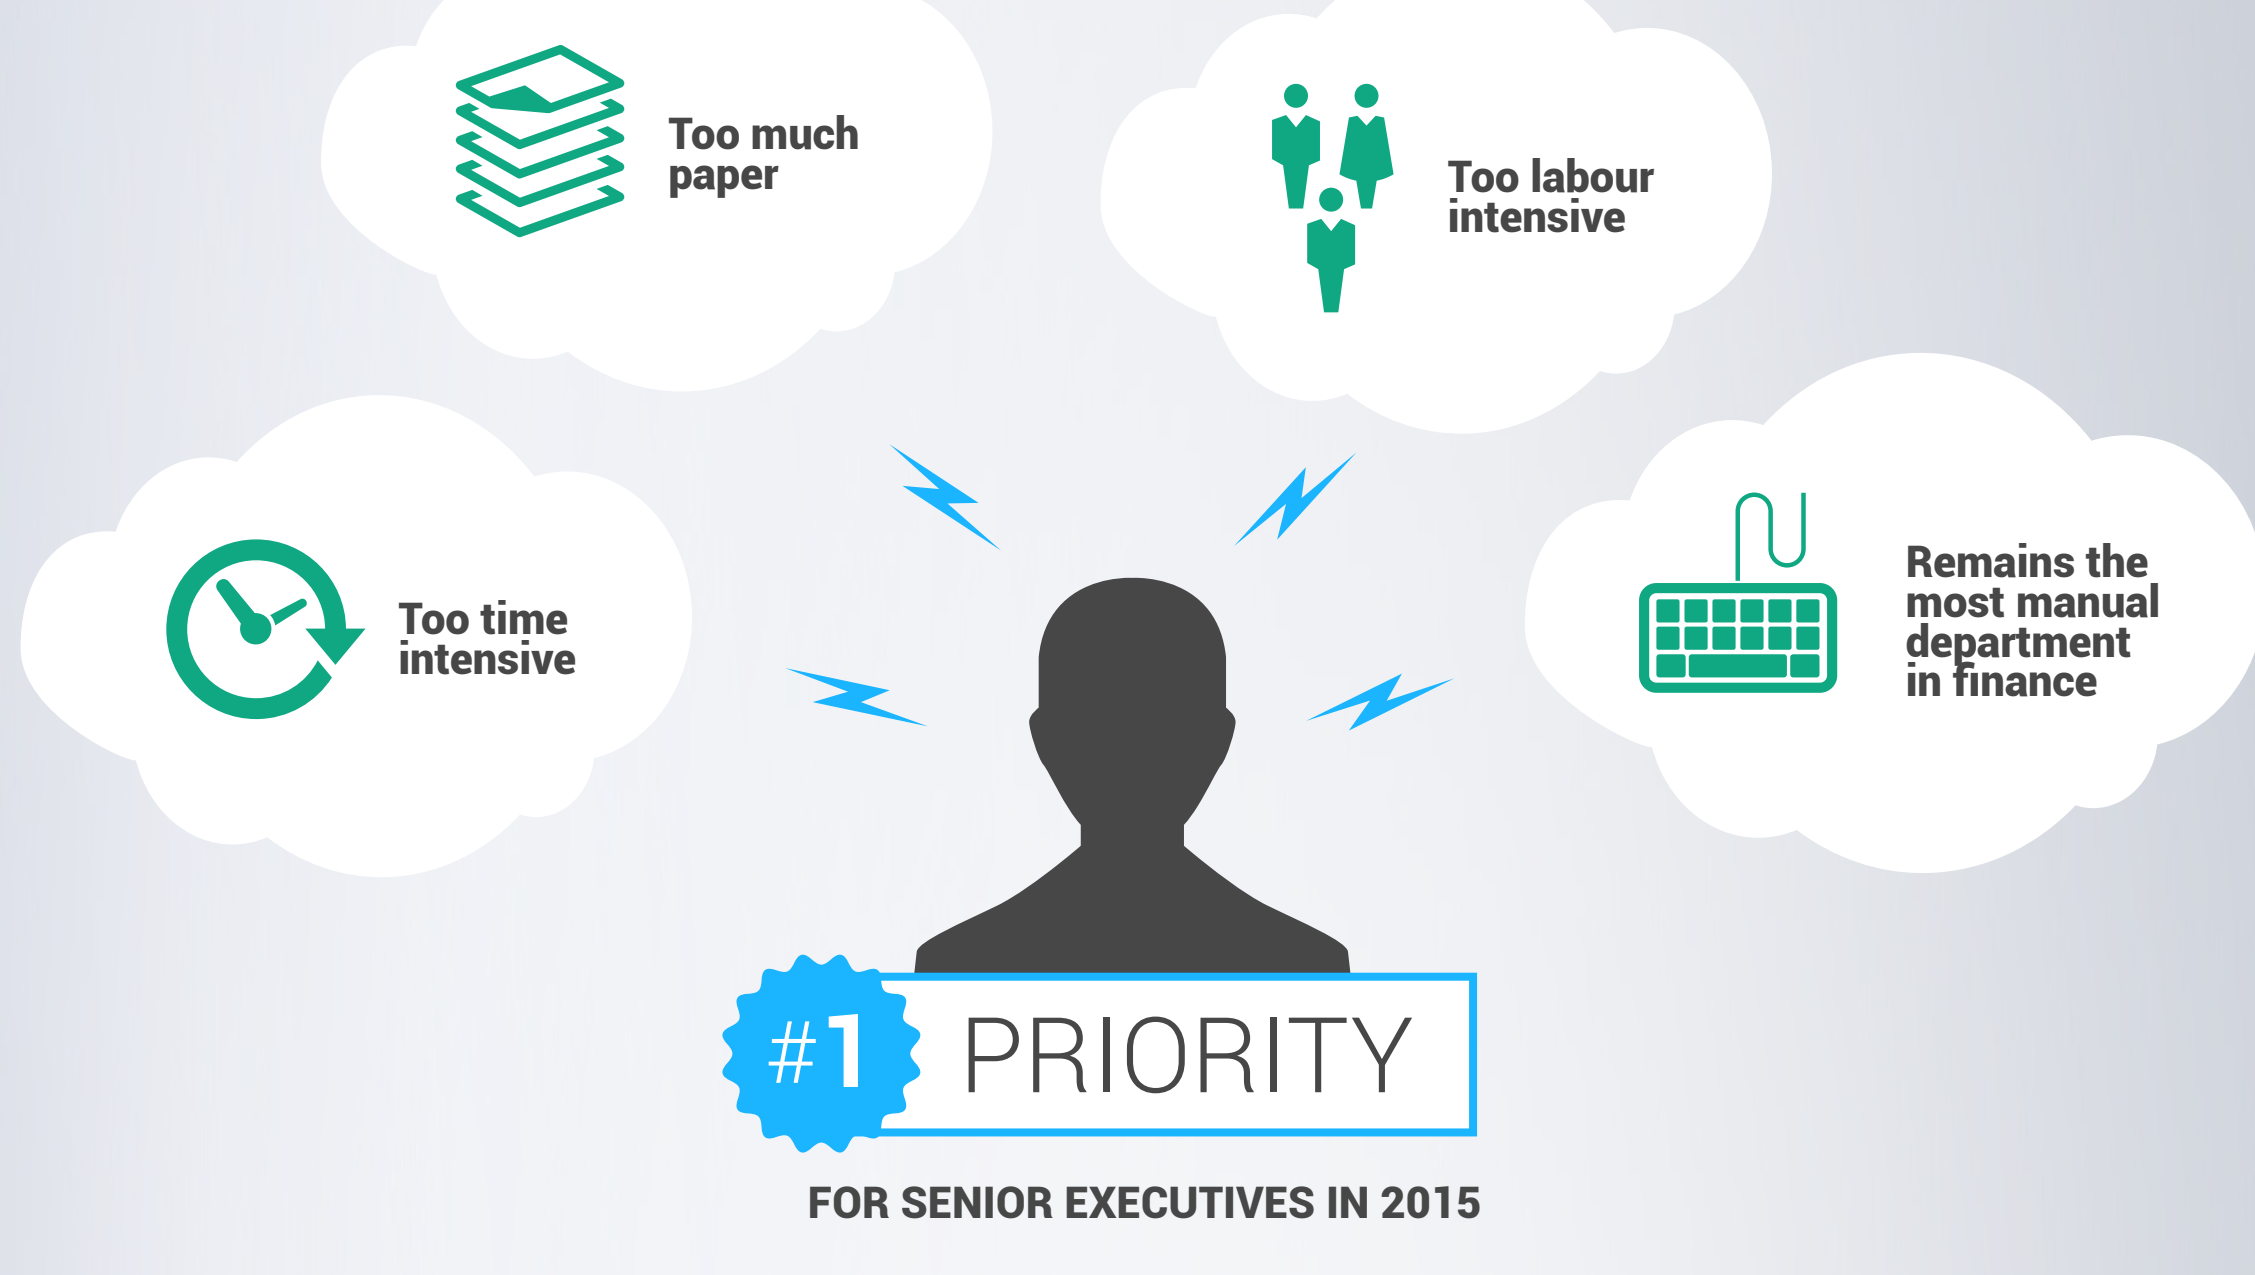 Too much
paper
Too labour
intensive
Too time
intensive
Remains the
most manual
department
in finance
#1 PRIORITY
FOR SENIOR EXECUTIVES IN 2015